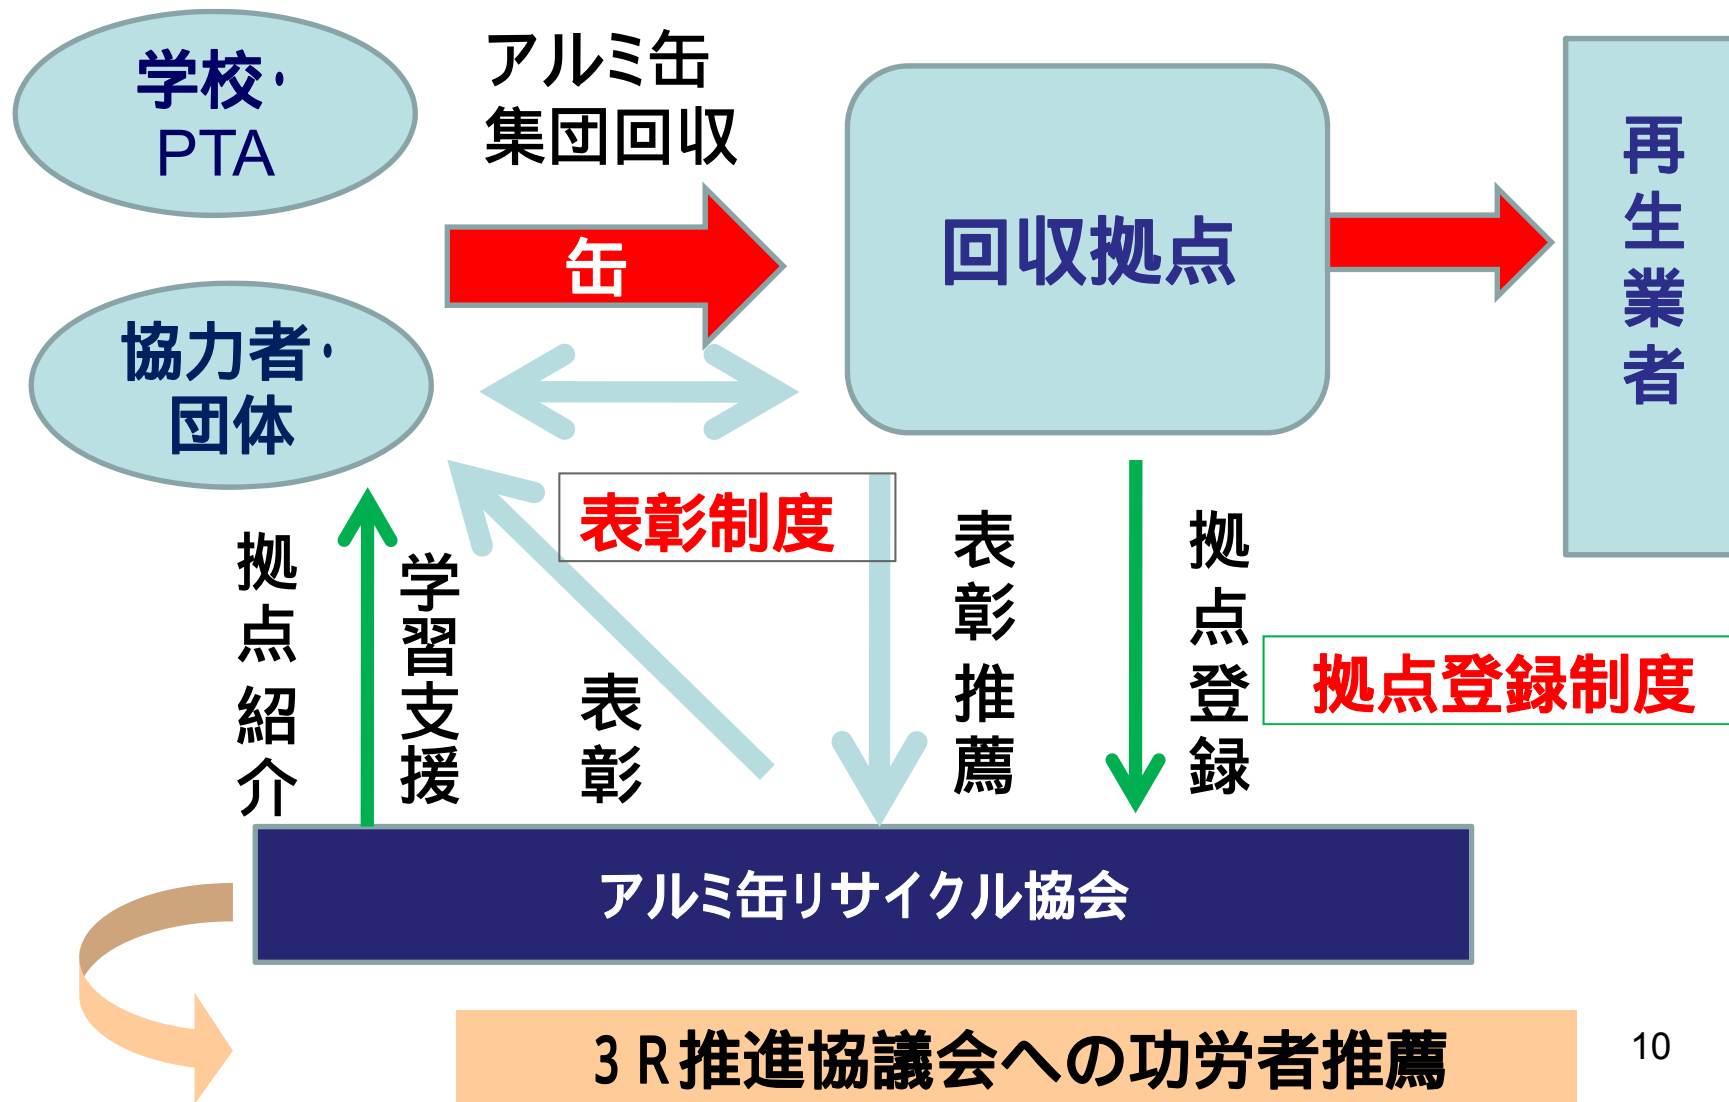 学校・
PTA
アルミ缶
集団回収
缶
回収拠点
再生業者
協力者・
団体
表彰制度
拠点紹介
学習支援
表彰
表彰推薦
拠点登録
拠点登録制度
アルミ缶リサイクル協会
３Ｒ推進協議会への功労者推薦
10